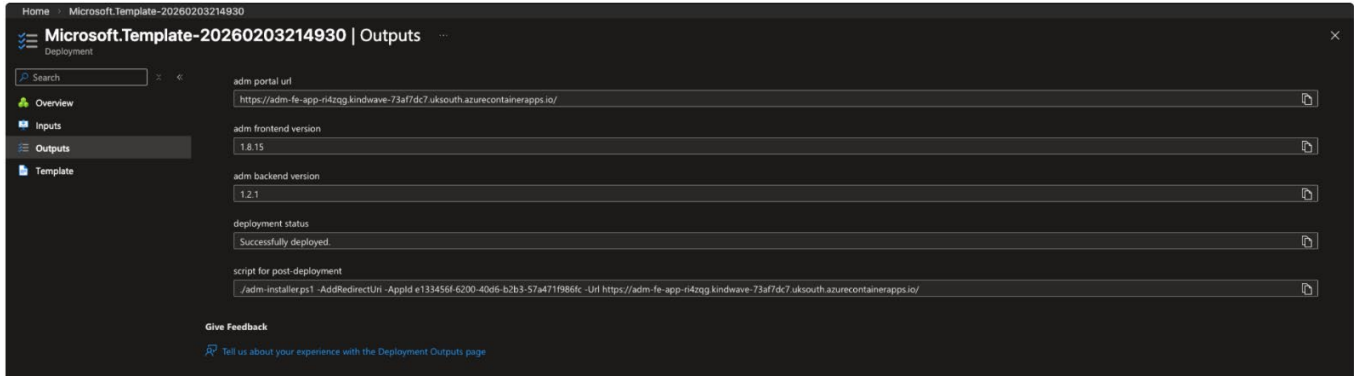 Home > Microsoft.Template-20260203214930
Microsoft.Template-20260203214930 | Outputs ...
Deployment
Search
Overview
Inputs
Outputs
Template
adm portal url
https://adm-fe-app-ri4zqg.kindwave-73af7dc7.uksouth.azurecontainerapps.io/
adm frontend version
1.8.15
adm backend version
1.2.1
deployment status
Successfully deployed.
script for post-deployment
./adm-installer.ps1 -AddRedirectUri -AppId e133456f-6200-40d6-b2b3-57a471f986fc -Url https://adm-fe-app-ri4zqg.kindwave-73af7dc7.uksouth.azurecontainerapps.io/
Give Feedback
Tell us about your experience with the Deployment Outputs page